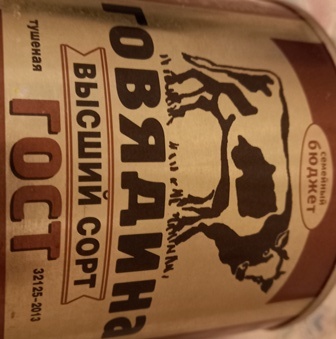 семейный
бюджет
ГОВЯДИНА
ВЫСШИЙ СОРТ
тушеная
ГОСТ
32125-2013